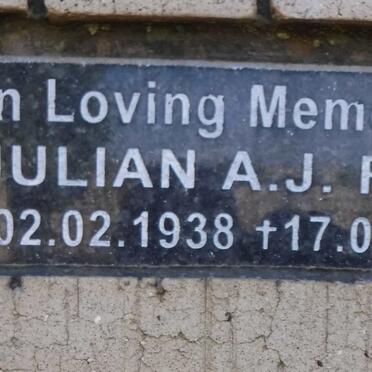 n Loving Mem
JULIAN A.J.
02.02.1938 †17.0